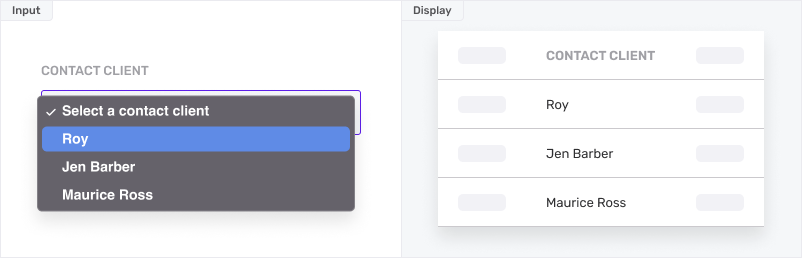 Input
CONTACT CLIENT
Select a contact client
Roy
Jen Barber
Maurice Ross
Display
CONTACT CLIENT
Roy
Jen Barber
Maurice Ross